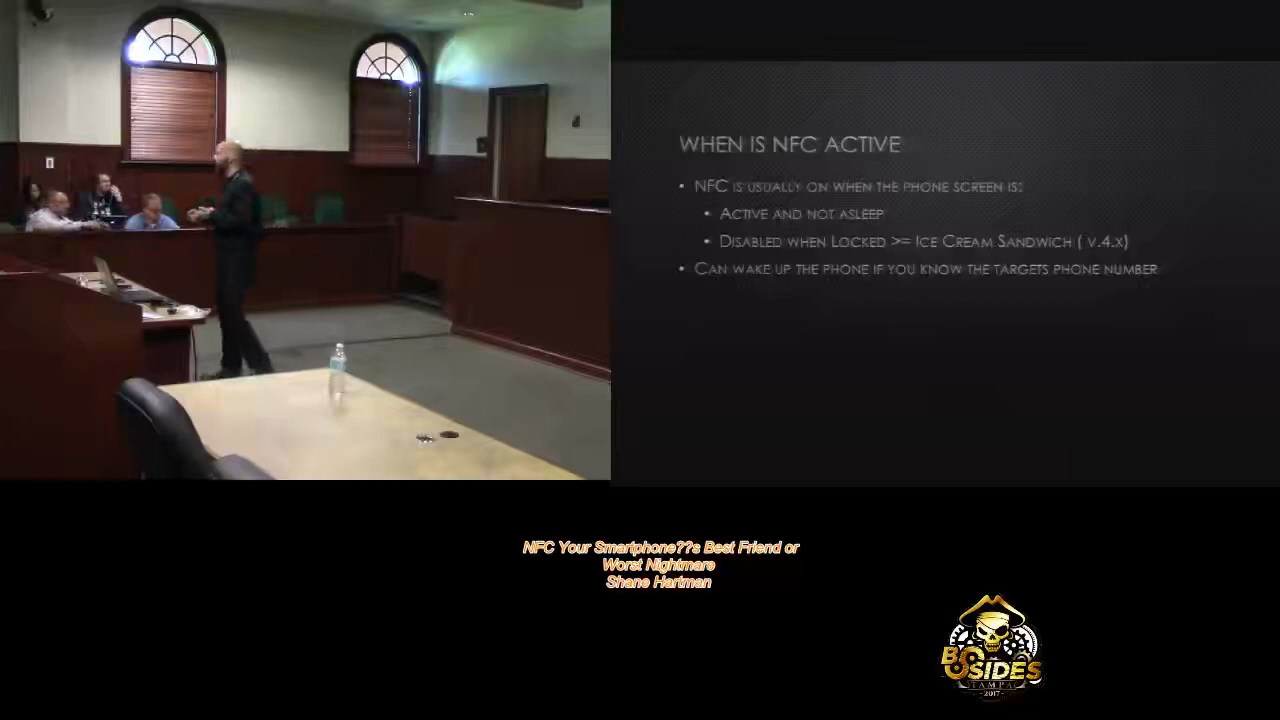 WHEN IS NFC ACTIVE
• NFC IS USUALLY ON WHEN THE PHONE SCREEN IS:
• ACTIVE AND NOT ASLEEP
• DISABLED WHEN LOCKED >= ICE CREAM SANDWICH ( V.4.X)
• CAN WAKE UP THE PHONE IF YOU KNOW THE TARGETS PHONE NUMBER
NFC Your Smartphone??s Best Friend or
Worst Nightmare
Shane Hartman
BSIDES
TAMPA
-2017-